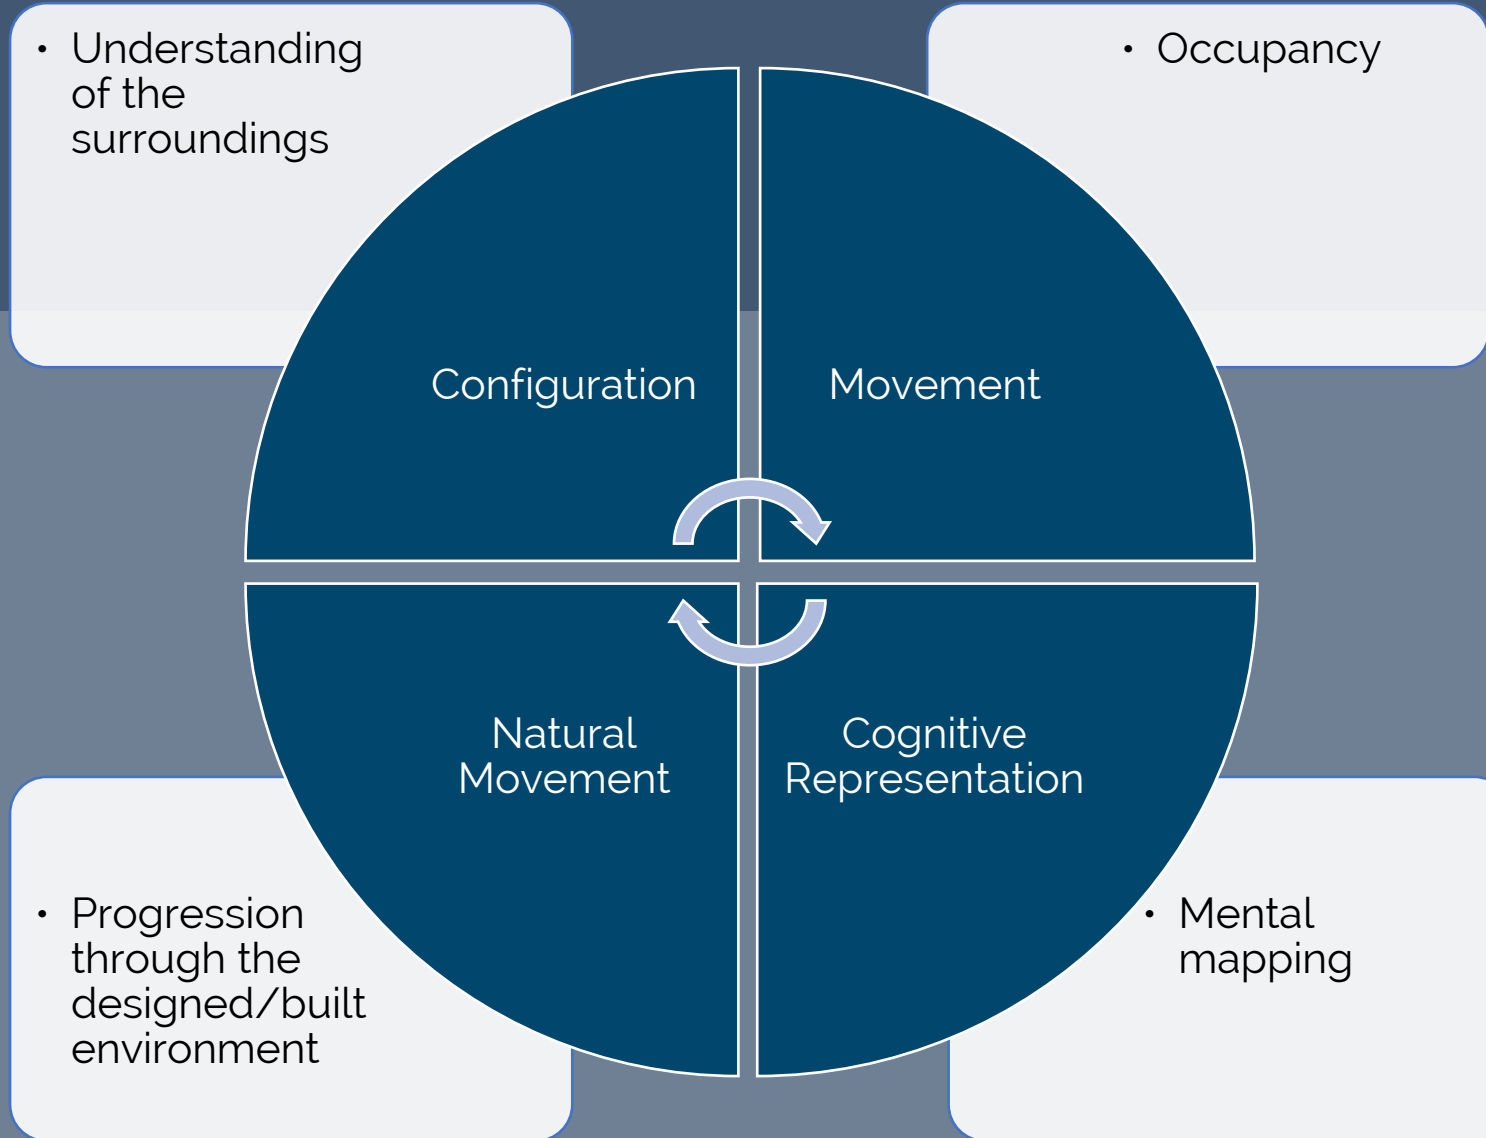 • Understanding
of the
surroundings
• Occupancy
Configuration
Movement
Natural
Movement
Cognitive
Representation
• Progression
through the
designed/built
environment
• Mental
mapping